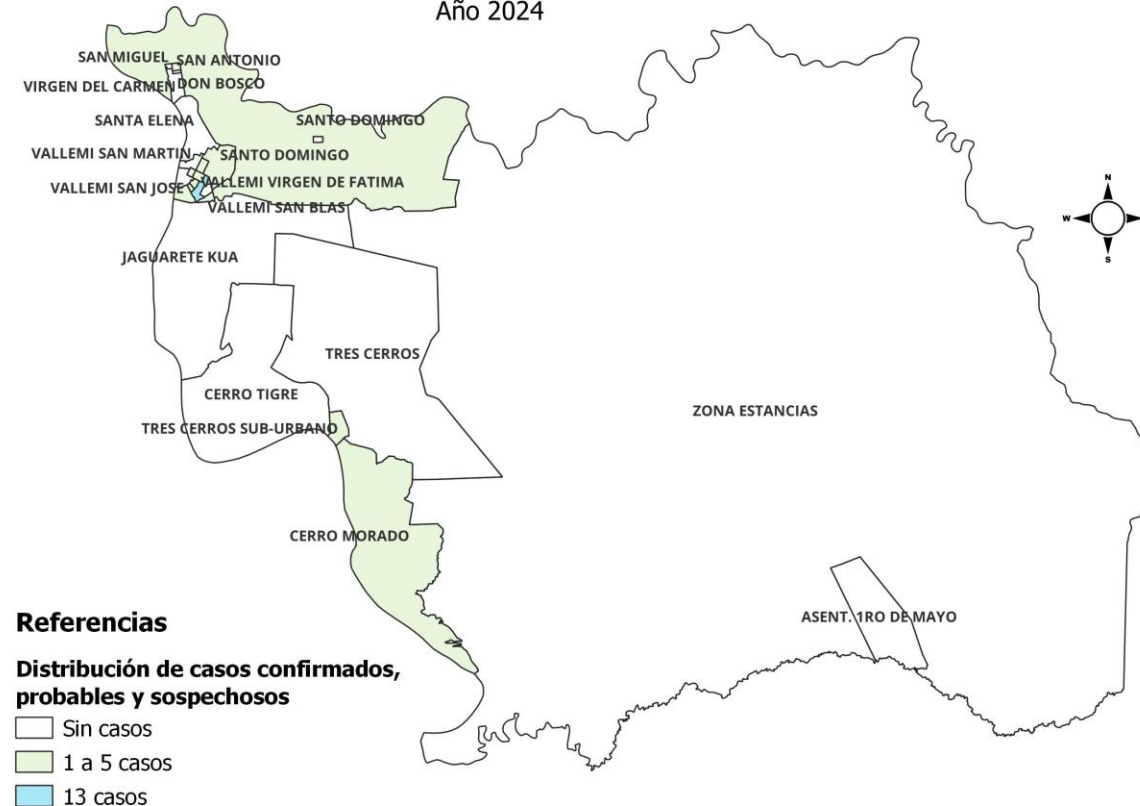 Año 2024
SAN MIGUEL
SAN ANTONIO
VIRGEN DEL CARMEN
DON BOSCO
SANTA ELENA
SANTO DOMINGO
VALLEMI SAN MARTIN
SANTO DOMINGO
VALLEMI SAN JOSE
VALLEMI VIRGEN DE FATIMA
VALLEMI SAN BLAS
N
W
S
JAGUARETE KUA
TRES CERROS
CERRO TIGRE
ZONA ESTANCIAS
TRES CERROS SUB-URBANO
CERRO MORADO
ASENT. 1RO DE MAYO
Referencias
Distribución de casos confirmados,
probables y sospechosos
Sin casos
1 a 5 casos
13 casos